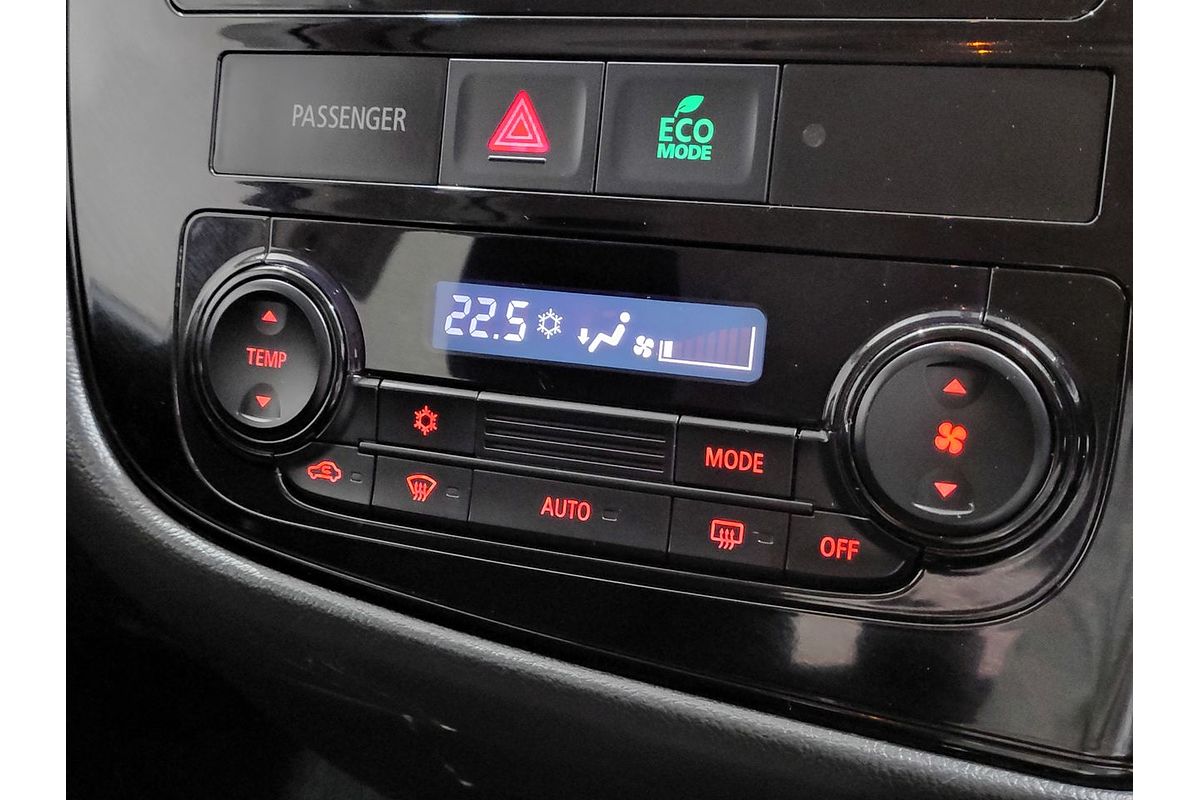 PASSENGER
ECO
MODE
22.5
TEMP
MODE
AUTO
OFF